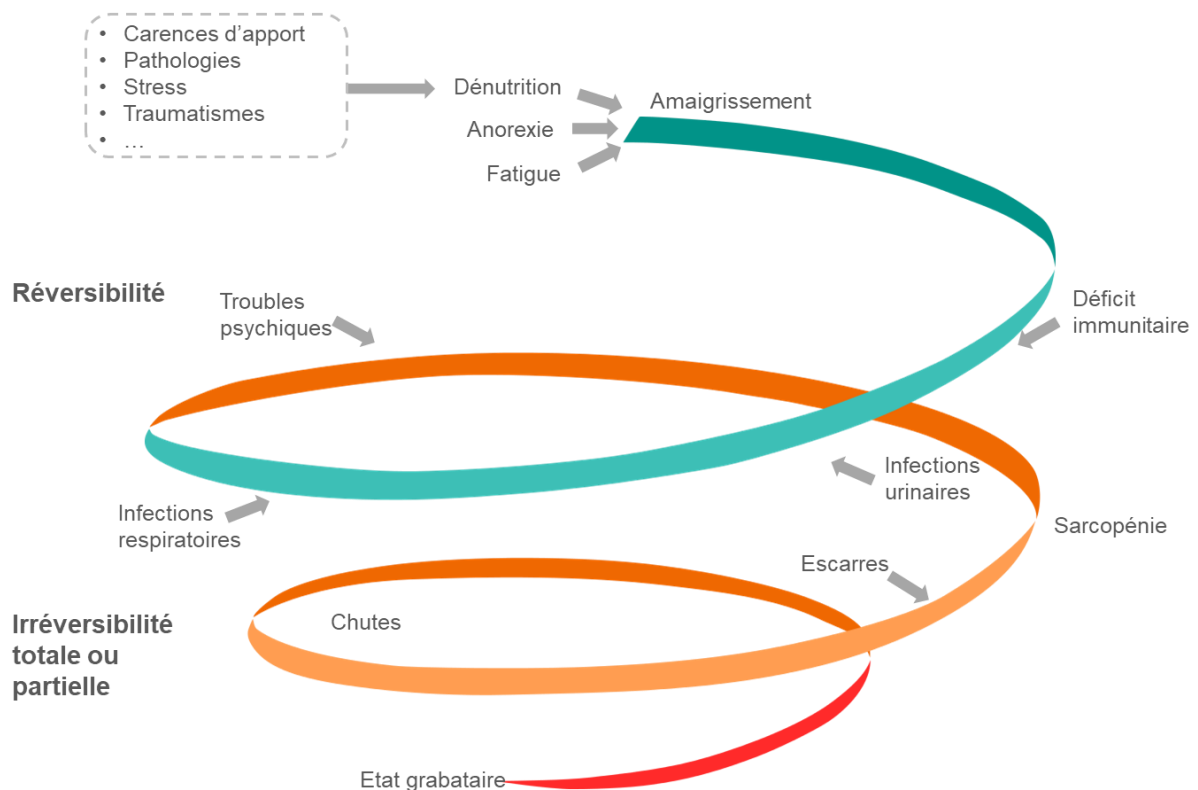 • Carences d'apport
• Pathologies
• Stress
• Traumatismes
• ...
Dénutrition
Anorexie
Fatigue
Amaigrissement
Réversibilité
Troubles
psychiques
Déficit
immunitaire
Infections
urinaires
Infections
respiratoires
Sarcopénie
Escarres
Irréversibilité
totale ou
partielle
Chutes
Etat grabataire